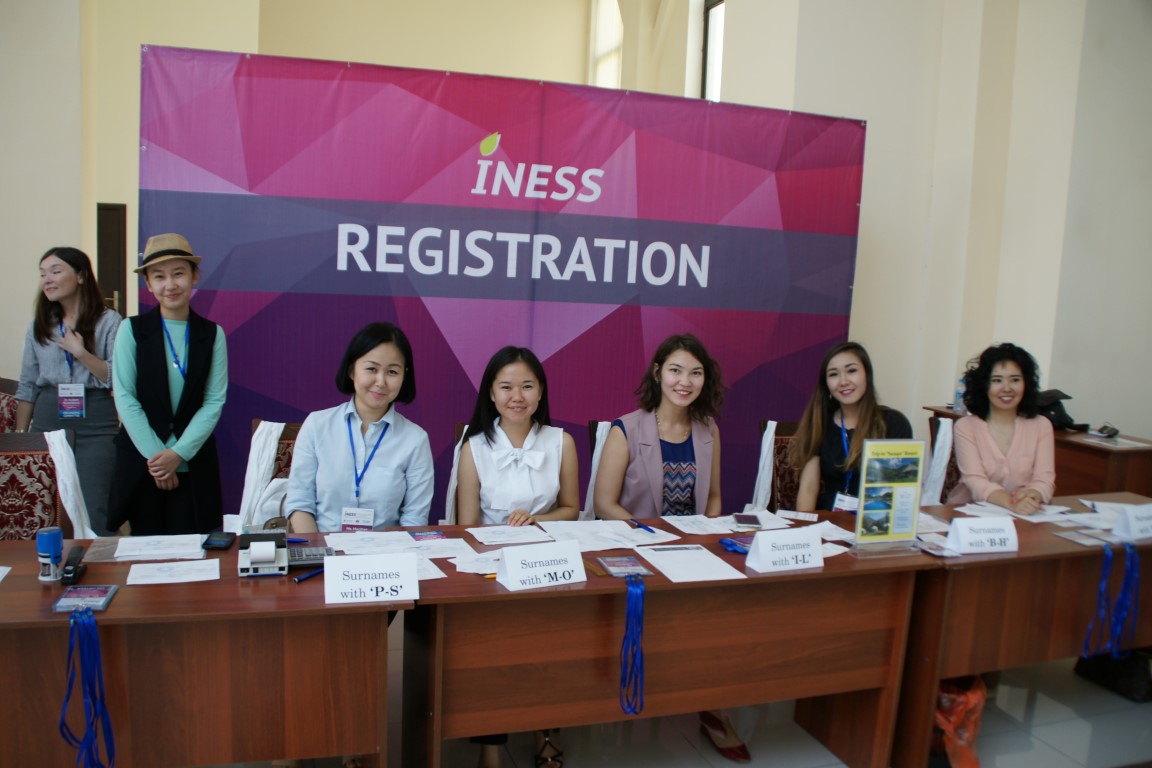 INESS
REGISTRATION
Surnames
with 'P-S'
Surnames
with 'M-O'
Surnames
with 'I-L'
Surnames
with 'B-H'